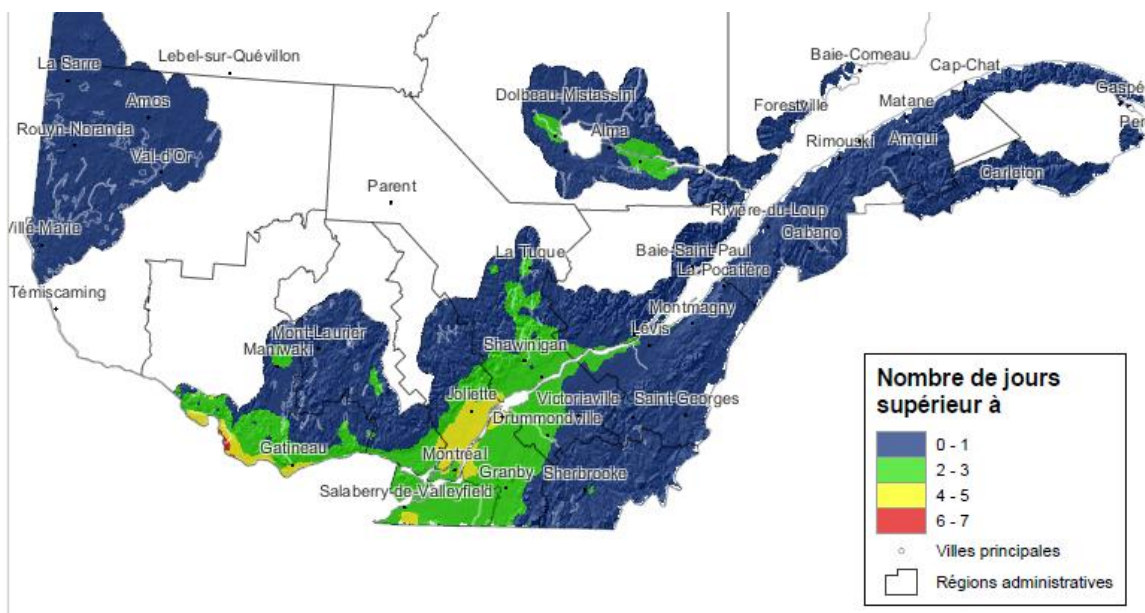 Lebel-sur-Quévillon
Baie-Comeau
La Sarre
Cap-Chat
Dolbeau-Mistassini
Gaspé
Amos
Forestville
Matane
Rouyn-Noranda
Alma
Rimouski
Amqui
Val-d'Or
Carleton
Parent
Rivière-du-Loup
Ville-Marie
Cabano
La Tuque
Baie-Saint-Paul
La Pocatière
Témiscaming
Montmagny
Mont-Laurier
Lévis
Maniwaki
Shawinigan
Joliette
Victoriaville
Saint-Georges
Drummondville
Gatineau
Montréal
Granby
Sherbrooke
Salaberry-de-Valleyfield
Nombre de jours
supérieur à
0 - 1
2 - 3
4 - 5
6 - 7
Villes principales
Régions administratives